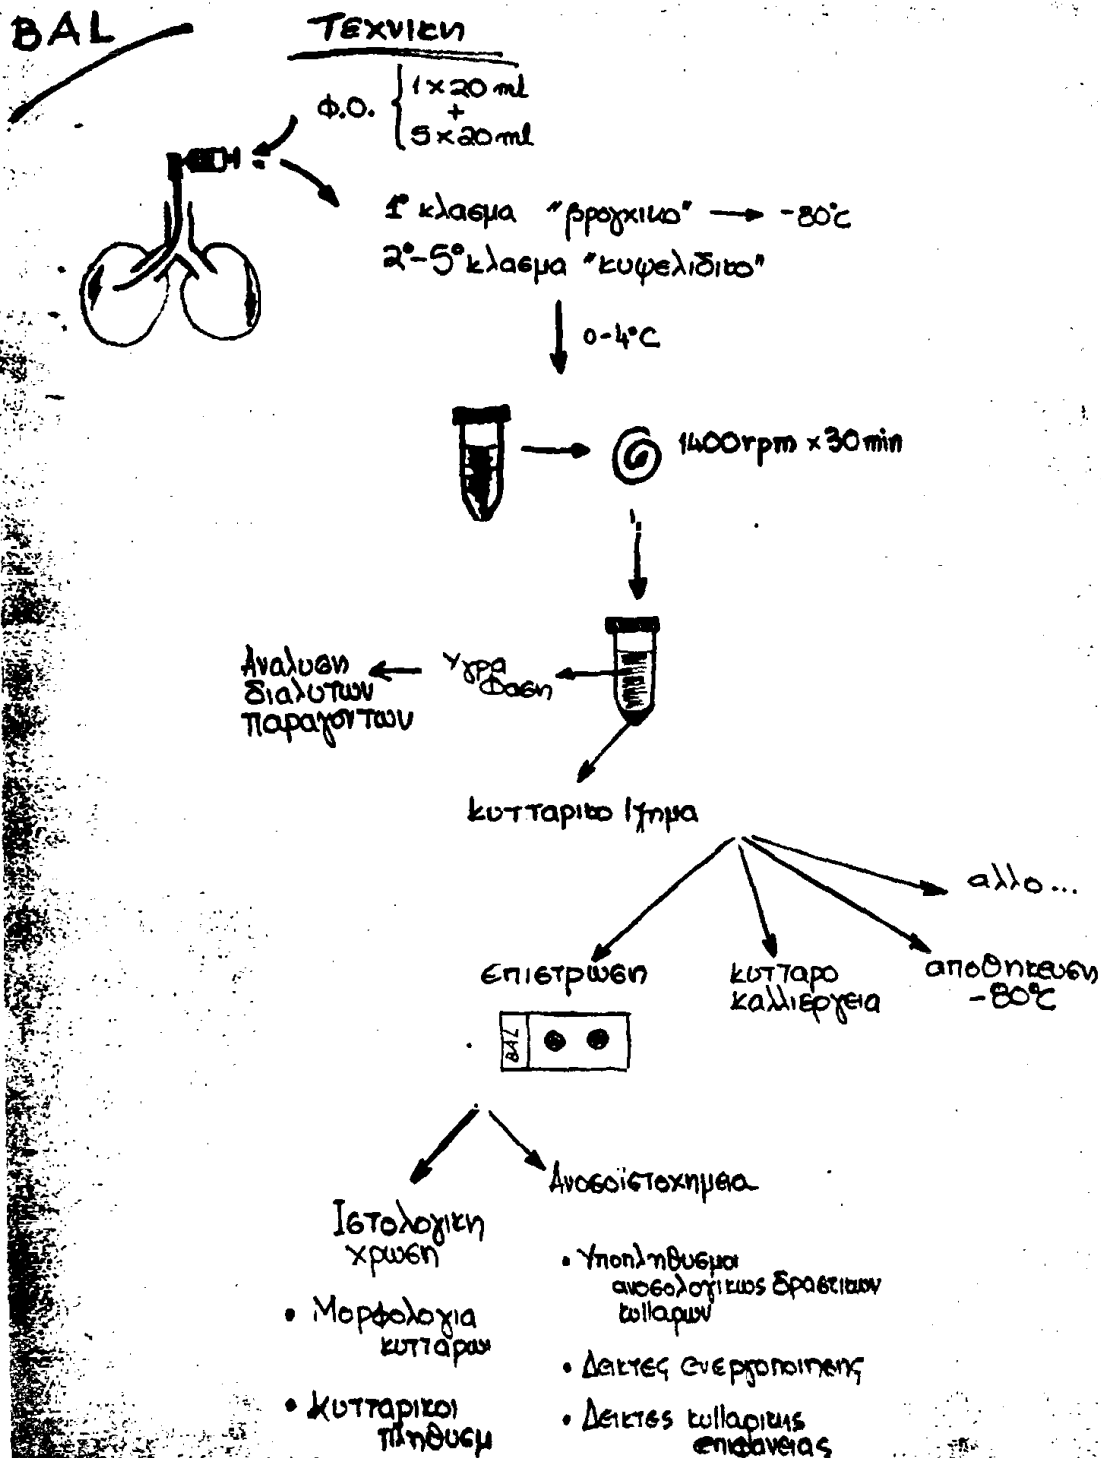 BAL
Τεχνικη
Φ.Ο. { 1×20 ml
+
5×20 ml
1° κλασμα "βρογχικο" → -80°C
2°-5° κλασμα "κυψελιδικο"
0-4°C
1400rpm × 30 min
Αναλυση
διαλυτων
παραγοντων
Υγρα
Φαση
κυτταρικο Ιζημα
αλλο...
επιστρωση
κυτταρο
καλλιεργεια
αποθηκευση
-80°C
BAL
Ανοσοϊστοχημεια
Ιστολογικη
χρωση
• Υποπληθυσμοι
ανοσολογικως δραστικων
κυτταρων
• Μορφολογια
κυτταρων
• Δεικτες ενεργοποιησης
• Κυτταρικοι
πληθυσμ
• Δεικτες κυτταρικης
επιφανειας